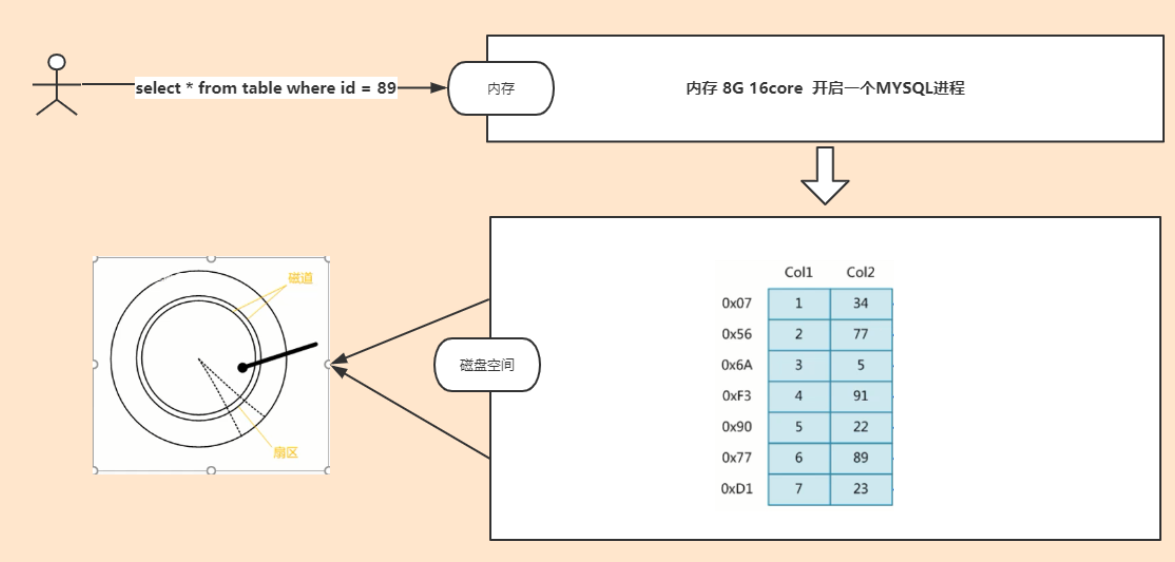 select * from table where id = 89
内存
内存 8G 16core 开启一个MYSQL进程
磁道
扇区
磁盘空间
Col1 Col2
0x07 1 34
0x56 2 77
0x6A 3 5
0xF3 4 91
0x90 5 22
0x77 6 89
0xD1 7 23